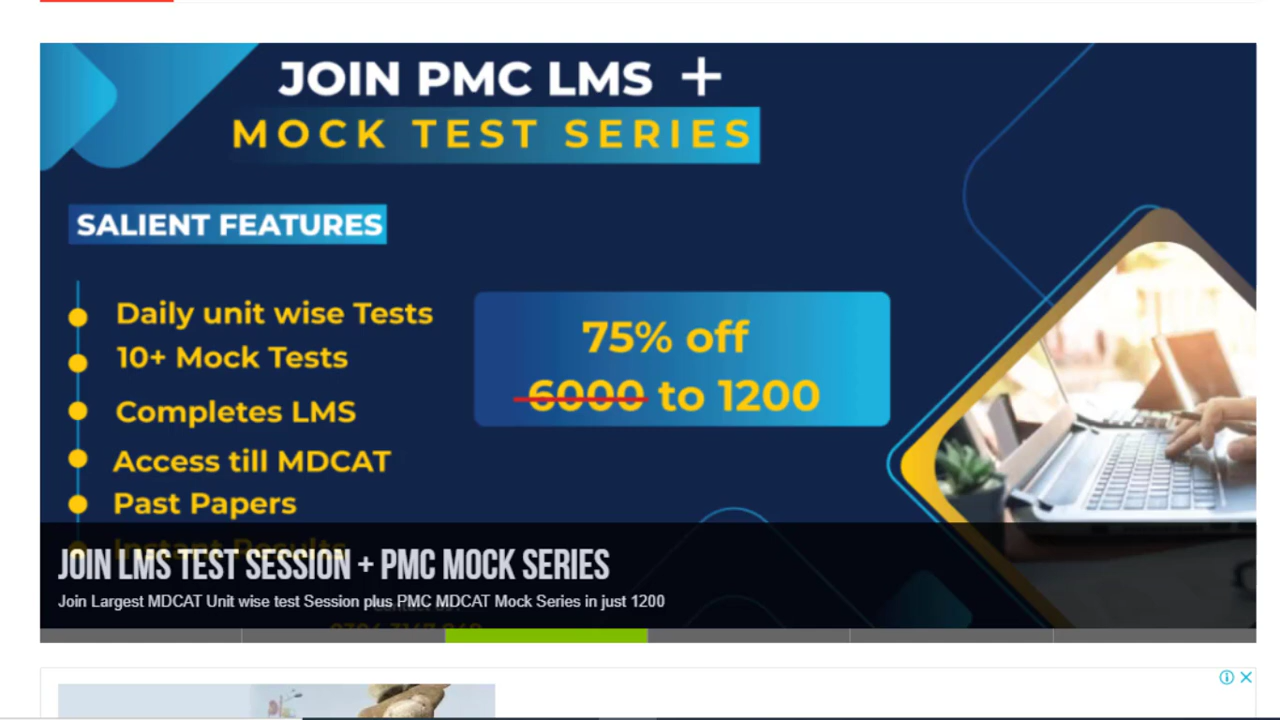 JOIN PMC LMS +
MOCK TEST SERIES
SALIENT FEATURES
Daily unit wise Tests
10+ Mock Tests
Completes LMS
Access till MDCAT
Past Papers
Instant Results
75% off
6000 to 1200
JOIN LMS TEST SESSION + PMC MOCK SERIES
Join Largest MDCAT Unit wise test Session plus PMC MDCAT Mock Series in just 1200